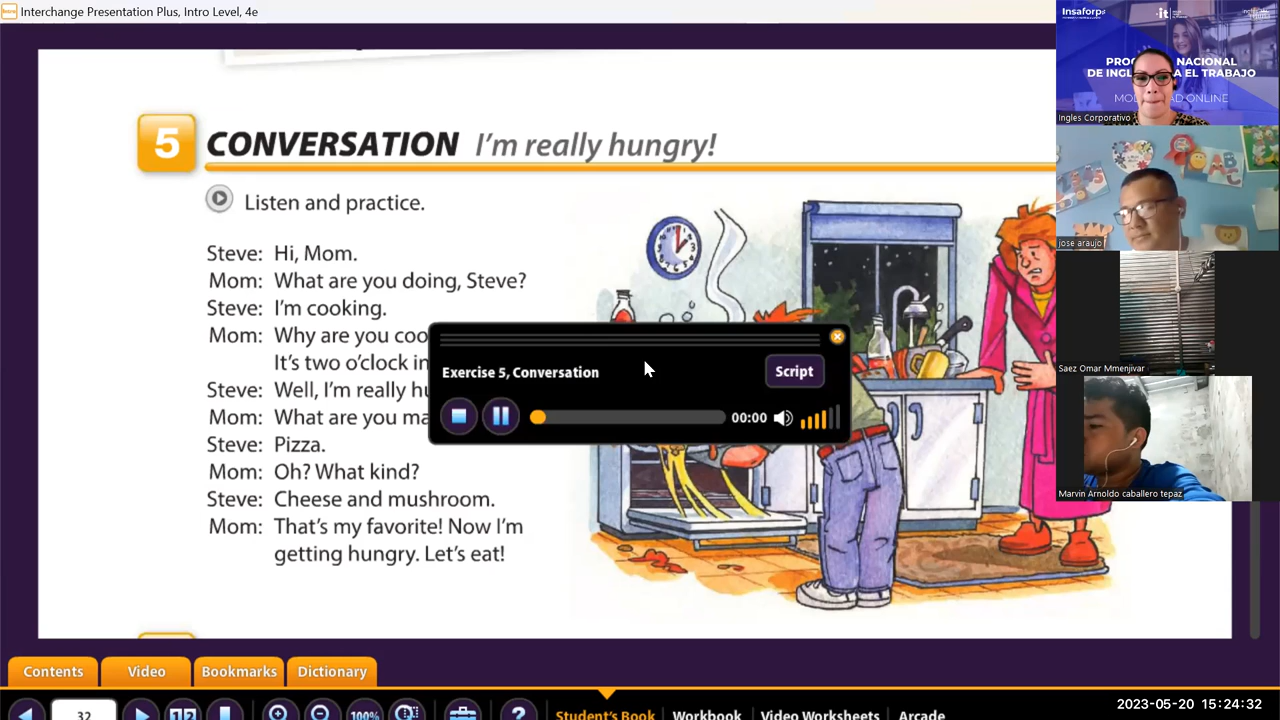 Interchange Presentation Plus, Intro Level, 4e
5 CONVERSATION I'm really hungry!
Listen and practice.
Steve: Hi, Mom.
Mom: What are you doing, Steve?
Steve: I'm cooking.
Mom: Why are you coo
It's two o'clock in
Steve: Well, I'm really hu
Mom: What are you ma
Steve: Pizza.
Mom: Oh? What kind?
Steve: Cheese and mushroom.
Mom: That's my favorite! Now I'm
getting hungry. Let's eat!
Exercise 5, Conversation
Script
00:00
Insaforp
it
NACIONAL
A EL TRABAJO
DE INGL
ONLINE
Ingles Corporativo
jose araujo
Saez Omar Mmenjivar
Marvin Arnoldo caballero tepaz
Contents
Video
Bookmarks
Dictionary
32
100%
Student's Book
Workbook
Video Worksheets
Arcade
2023-05-20 15:24:32